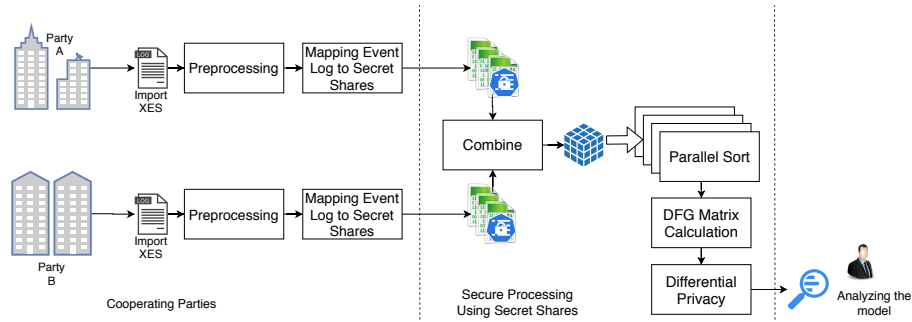 Party
A
LOG
Import
XES
Preprocessing
Mapping Event
Log to Secret
Shares
Combine
Parallel Sort
DFG Matrix
Calculation
Differential
Privacy
Party
B
LOG
Import
XES
Preprocessing
Mapping Event
Log to Secret
Shares
Cooperating Parties
Secure Processing
Using Secret Shares
Analyzing the
model